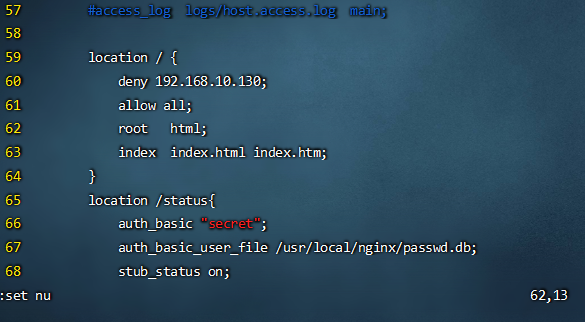 57        #access_log  logs/host.access.log  main;
58
59        location / {
60            deny 192.168.10.130;
61            allow all;
62            root   html;
63            index  index.html index.htm;
64        }
65        location /status{
66            auth_basic "secret";
67            auth_basic_user_file /usr/local/nginx/passwd.db;
68            stub_status on;
:set nu                                                        62,13